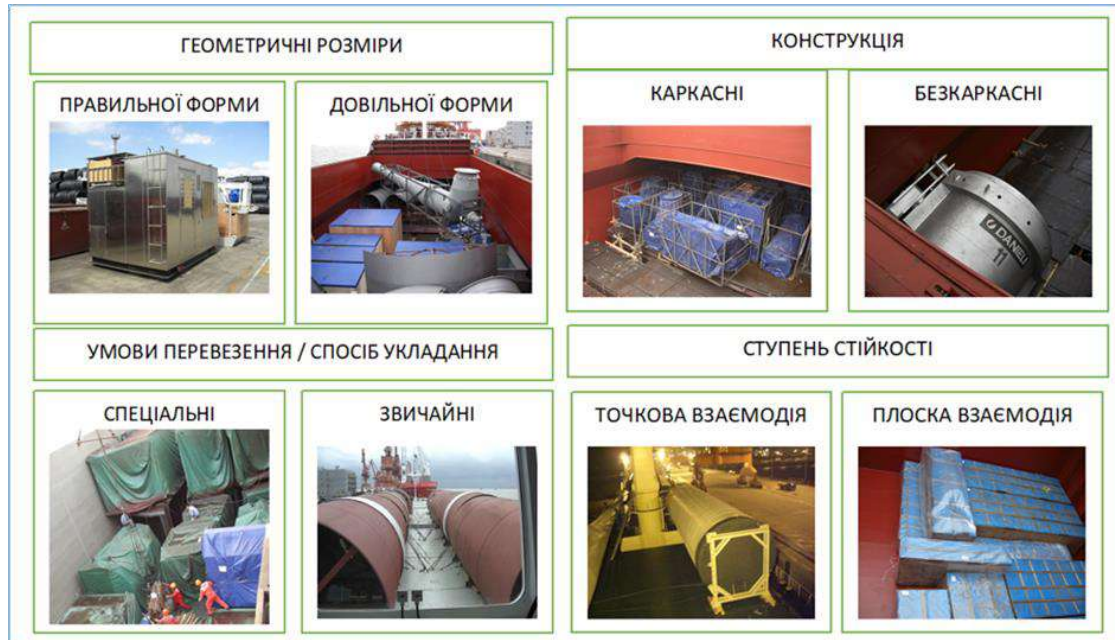 ГЕОМЕТРИЧНІ РОЗМІРИ
ПРАВИЛЬНОЇ ФОРМИ
ДОВІЛЬНОЇ ФОРМИ
КОНСТРУКЦІЯ
КАРКАСНІ
БЕЗКАРКАСНІ
DANIELI
11
УМОВИ ПЕРЕВЕЗЕННЯ / СПОСІБ УКЛАДАННЯ
СПЕЦІАЛЬНІ
ЗВИЧАЙНІ
СТУПЕНЬ СТІЙКОСТІ
ТОЧКОВА ВЗАЄМОДІЯ
ПЛОСКА ВЗАЄМОДІЯ